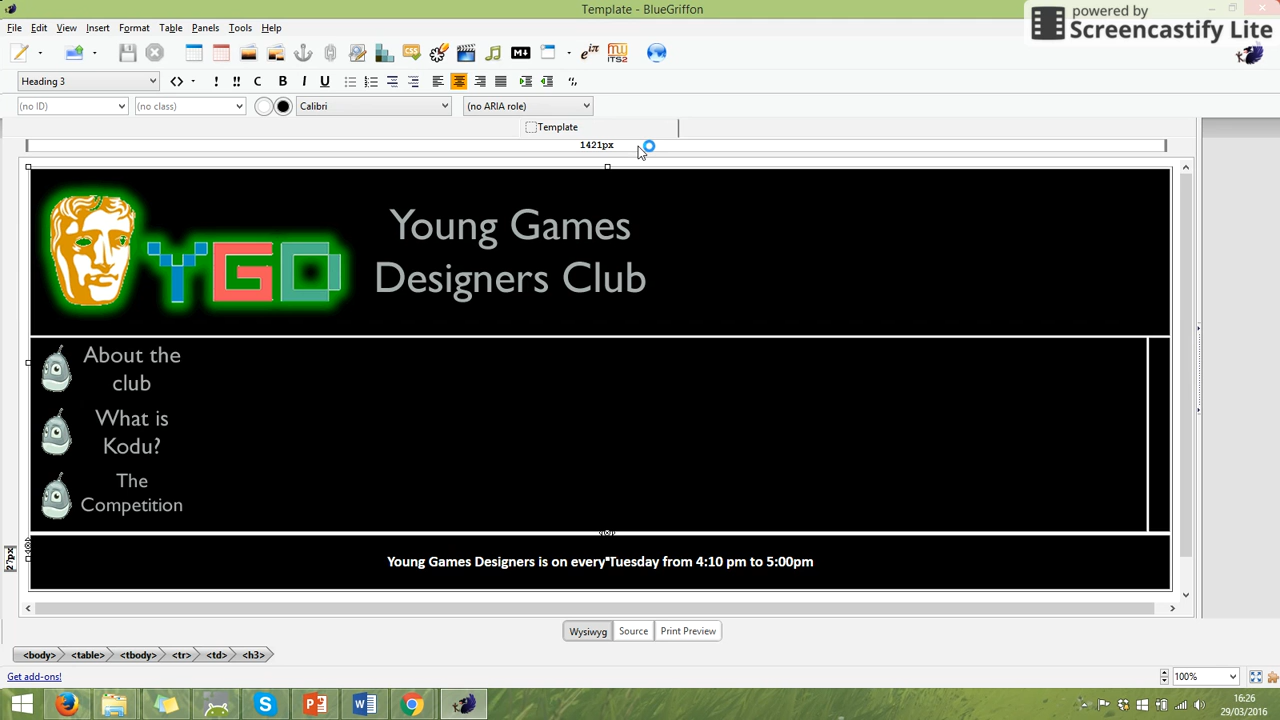 Template - BlueGriffon
powered by
Screencastify Lite
File Edit View Insert Format Table Panels Tools Help
Heading 3
(no ID) (no class) Calibri (no ARIA role)
Template
1421px
YGD
Young Games
Designers Club
About the
club
What is
Kodu?
The
Competition
Young Games Designers is on every Tuesday from 4:10 pm to 5:00pm
Wysiwyg Source Print Preview
<body> <table> <tbody> <tr> <td> <h3>
Get add-ons! 100%
16:26
29/03/2016